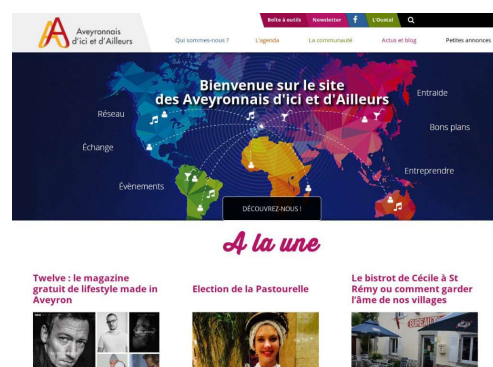 Boîte à outils Newsletter f L'Oustal
Aveyronnais
d'ici et d'Ailleurs
Qui sommes-nous ? L'agenda La communauté Actus et blog Petites annonces
Bienvenue sur le site
des Aveyronnais d'ici et d'Ailleurs
Réseau
Échange
Évènements
Entraide
Bons plans
Entreprendre
DÉCOUVREZ-NOUS !
A la une
Twelve : le magazine
gratuit de lifestyle made in
Aveyron
Election de la Pastourelle
Le bistrot de Cécile à St
Rémy ou comment garder
l'âme de nos villages